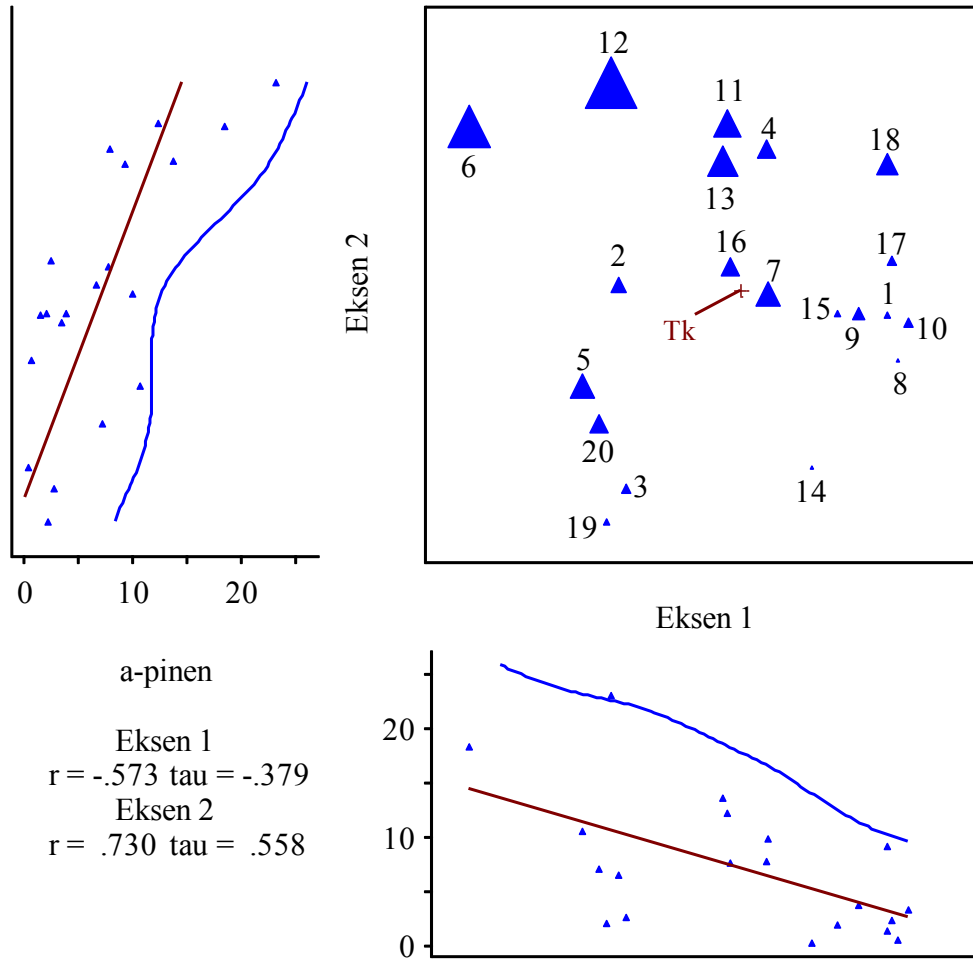 12
11
4
18
6
13
Eksen 2
16
17
2
7
Tk
15
9
1
10
5
8
20
3
14
19
0 10 20
Eksen 1
a-pinen
Eksen 1
r = -.573 tau = -.379
Eksen 2
r = .730 tau = .558
20
10
0